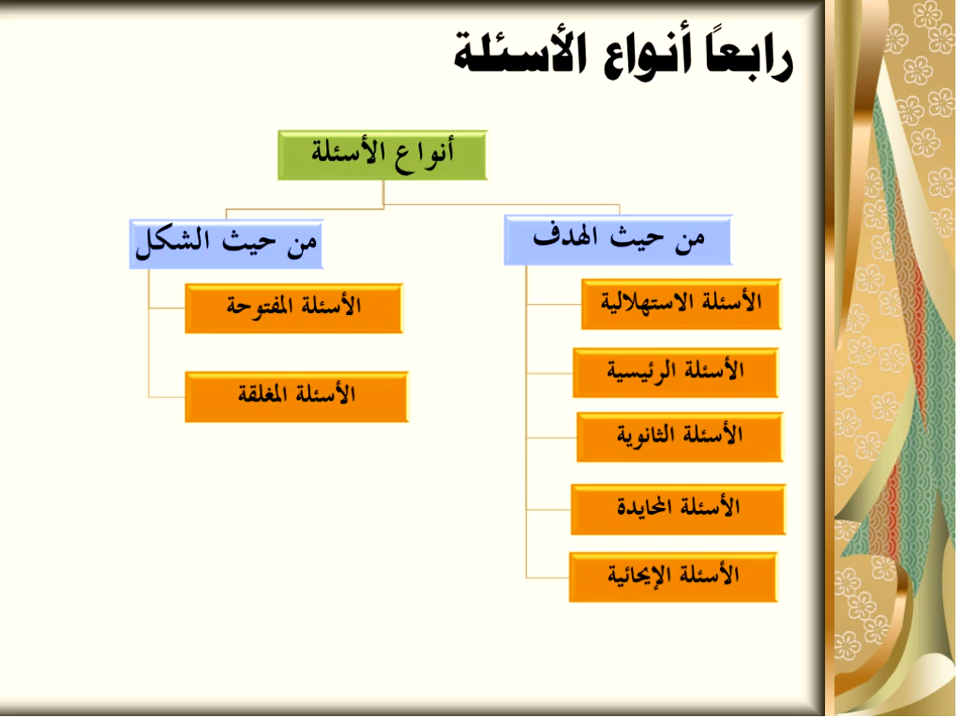 رابعًا أنواع الأسئلة
أنواع الأسئلة
من حيث الهدف
الأسئلة الاستهلالية
الأسئلة الرئيسية
الأسئلة الثانوية
الأسئلة المحايدة
الأسئلة الإيحائية
من حيث الشكل
الأسئلة المفتوحة
الأسئلة المغلقة